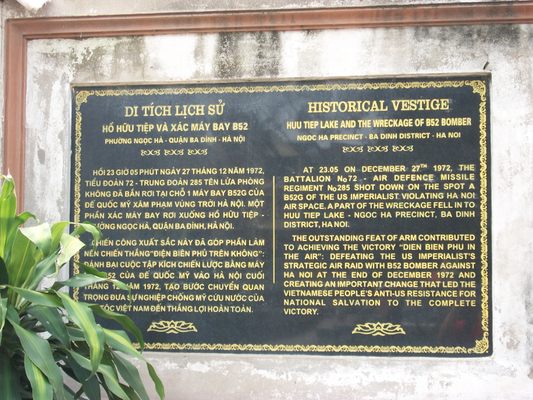 DI TÍCH LỊCH SỬ
HỒ HỮU TIỆP VÀ XÁC MÁY BAY B52
PHƯỜNG NGỌC HÀ - QUẬN BA ĐÌNH - HÀ NỘI
HỒI 23 GIỜ 05 PHÚT NGÀY 27 THÁNG 12 NĂM 1972,
TIỂU ĐOÀN 72 - TRUNG ĐOÀN 285 TÊN LỬA PHÒNG
KHÔNG ĐÃ BẮN RƠI TẠI CHỖ 1 MÁY BAY B52G CỦA
ĐẾ QUỐC MỸ XÂM PHẠM VÙNG TRỜI HÀ NỘI. MỘT
PHẦN XÁC MÁY BAY RƠI XUỐNG HỒ HỮU TIỆP -
PHƯỜNG NGỌC HÀ, QUẬN BA ĐÌNH, HÀ NỘI.
CHIẾN CÔNG XUẤT SẮC NÀY ĐÃ GÓP PHẦN LÀM
NÊN CHIẾN THẮNG "ĐIỆN BIÊN PHỦ TRÊN KHÔNG":
ĐÁNH BẠI CUỘC TẬP KÍCH CHIẾN LƯỢC BẰNG MÁY
B52 CỦA ĐẾ QUỐC MỸ VÀO HÀ NỘI CUỐI
THÁNG 12 NĂM 1972, TẠO BƯỚC CHUYỂN QUAN
TRỌNG ĐƯA SỰ NGHIỆP CHỐNG MỸ CỨU NƯỚC CỦA
TỘC VIỆT NAM ĐẾN THẮNG LỢI HOÀN TOÀN.
HISTORICAL VESTIGE
HUU TIEP LAKE AND THE WRECKAGE OF B52 BOMBER
NGOC HA PRECINCT - BA DINH DISTRICT - HA NOI
AT 23.05 ON DECEMBER 27TH 1972, THE
BATTALION No72 - AIR DEFENCE MISSILE
REGIMENT No285 SHOT DOWN ON THE SPOT A
B52G OF THE US IMPERIALIST VIOLATING HA NOI
AIR SPACE. A PART OF THE WRECKAGE FELL IN TO
HUU TIEP LAKE - NGOC HA PRECINCT, BA DINH
DISTRICT, HA NOI.
THE OUTSTANDING FEAT OF ARM CONTRIBUTED
TO ACHIEVING THE VICTORY "DIEN BIEN PHU IN
THE AIR": DEFEATING THE US IMPERIALIST'S
STRATEGIC AIR RAID WITH B52 BOMBER AGAINST
HA NOI AT THE END OF DECEMBER 1972 AND
CREATING AN IMPORTANT CHANGE THAT LED THE
VIETNAMESE PEOPLE'S ANTI-US RESISTANCE FOR
NATIONAL SALVATION TO THE COMPLETE
VICTORY.